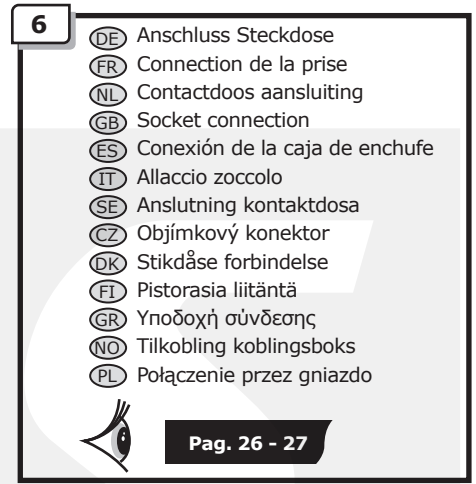 6
DE Anschluss Steckdose
FR Connection de la prise
NL Contactdoos aansluiting
GB Socket connection
ES Conexión de la caja de enchufe
IT Allaccio zoccolo
SE Anslutning kontaktdosa
CZ Objímkový konektor
DK Stikdåse forbindelse
FI Pistorasia liitäntä
GR Υποδοχή σύνδεσης
NO Tilkobling koblingsboks
PL Połączenie przez gniazdo
Pag. 26 - 27